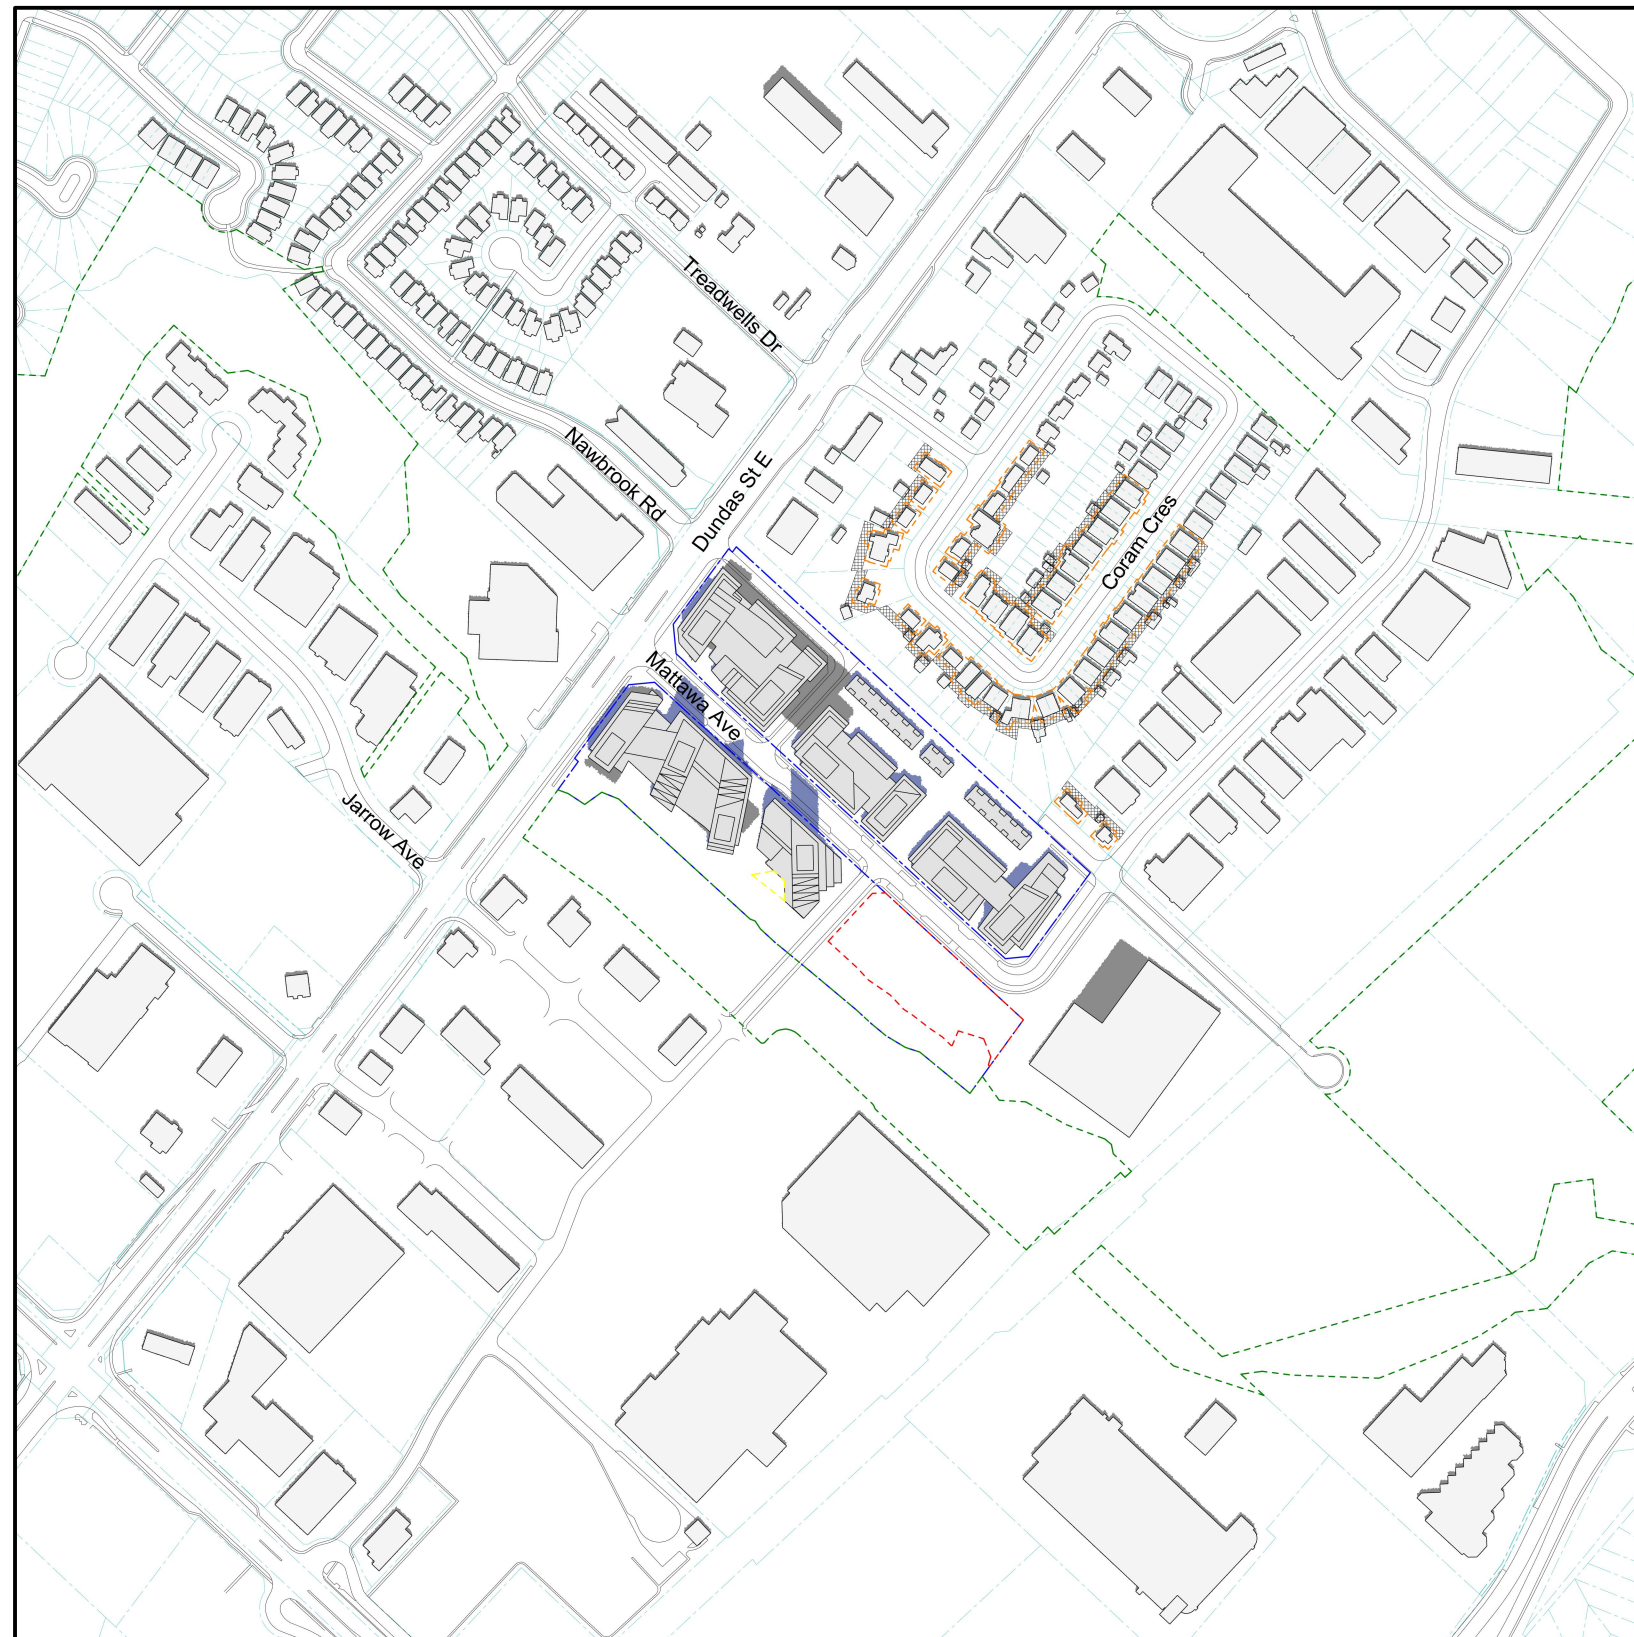 Treadwells Dr
Nawbrook Rd
Dundas St E
Coram Cres
Mattawa Ave
Jarrow Ave